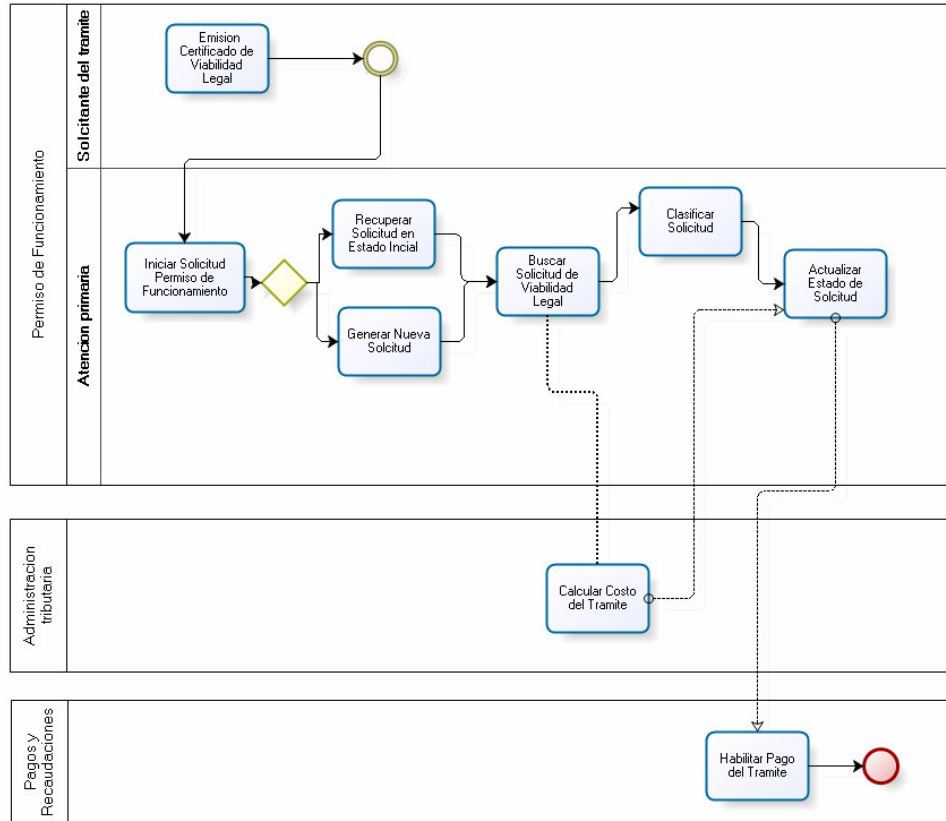 Permiso de Funcionamiento
Solcitante del tramite
Emision
Certificado de
Viabilidad
Legal
Atencion primaria
Iniciar Solicitud
Permiso de
Funcionamiento
Recuperar
Solicitud en
Estado Incial
Generar Nueva
Solcitud
Buscar
Solicitud de
Viabilidad
Legal
Clasificar
Solicitud
Actualizar
Estado de
Solcitud
Administracion
tributaria
Calcular Costo
del Tramite
Pagos y
Recaudaciones
Habilitar Pago
del Tramite